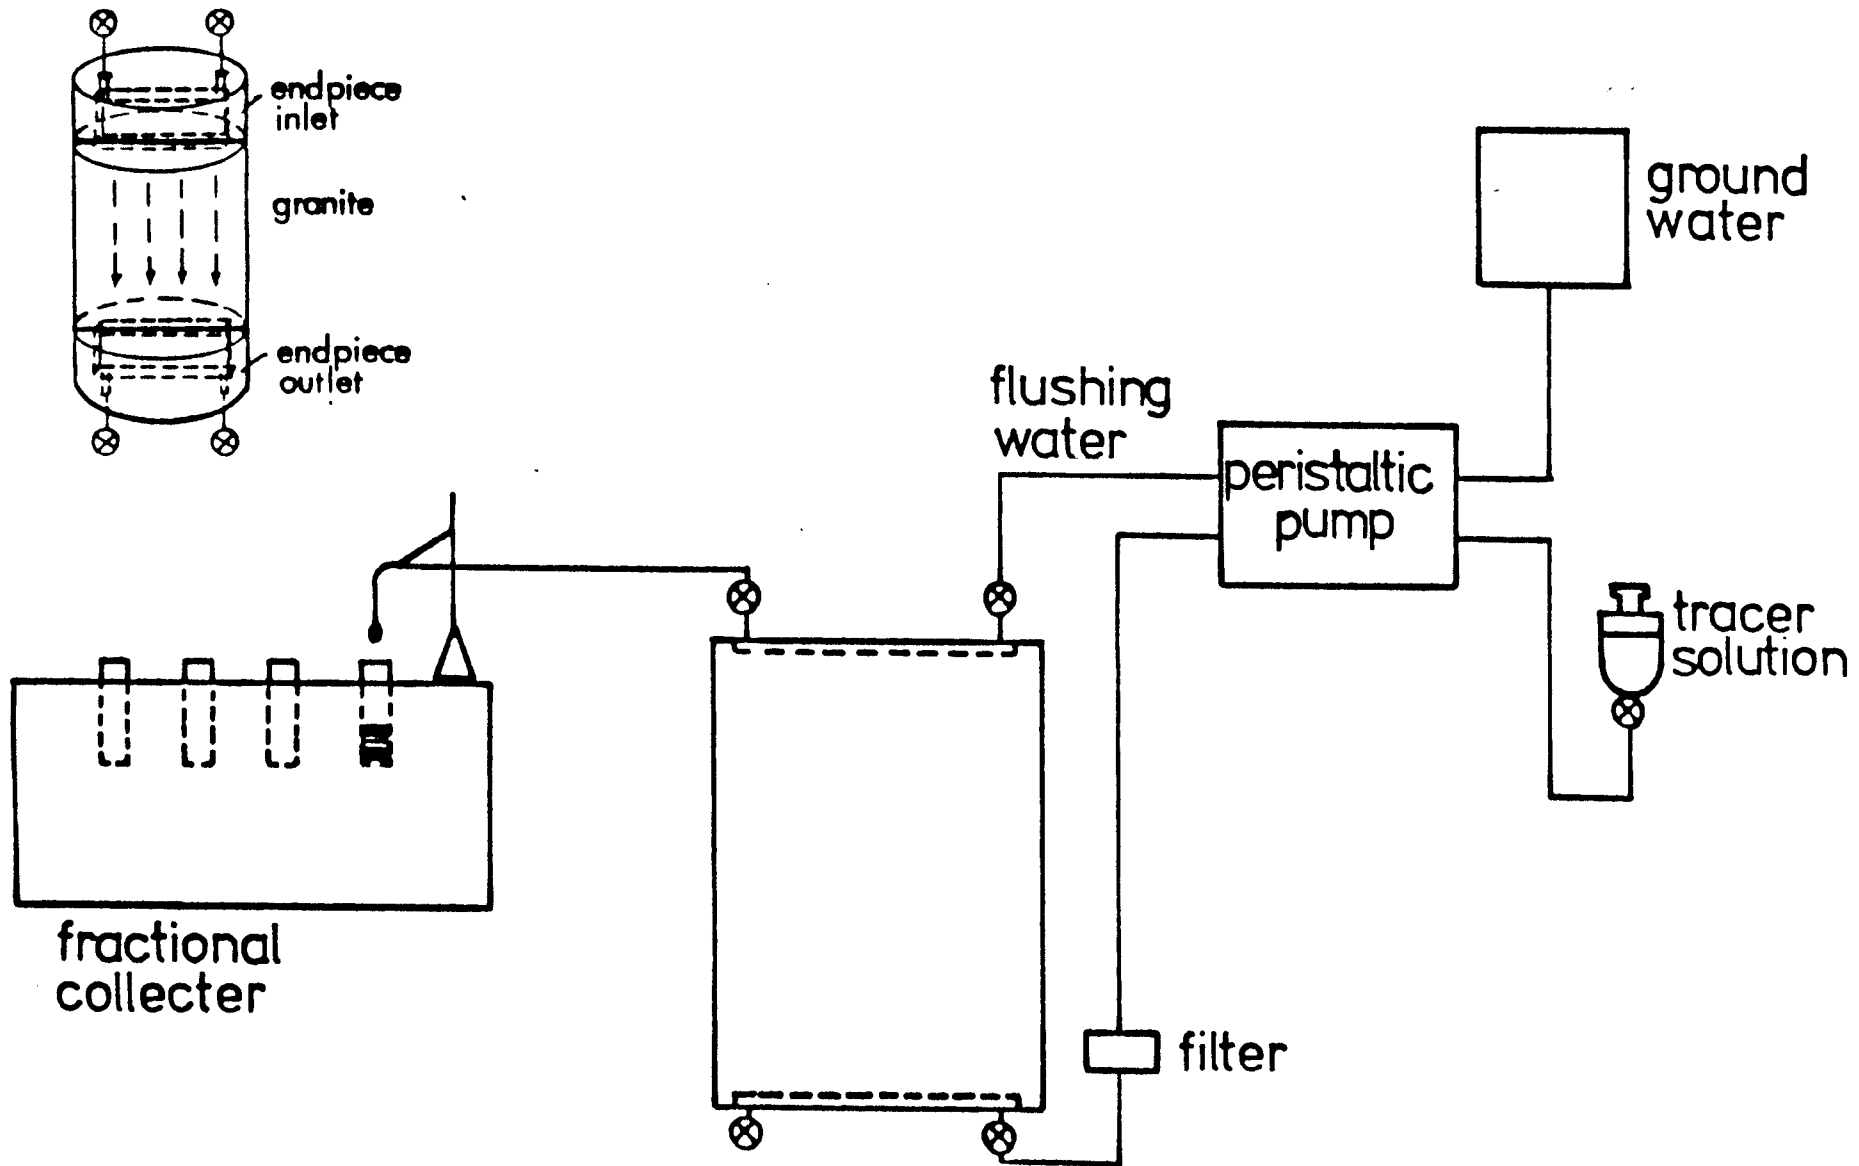 endpiece
inlet
granite
endpiece
outlet
ground
water
flushing
water
peristaltic
pump
tracer
solution
fractional
collecter
filter